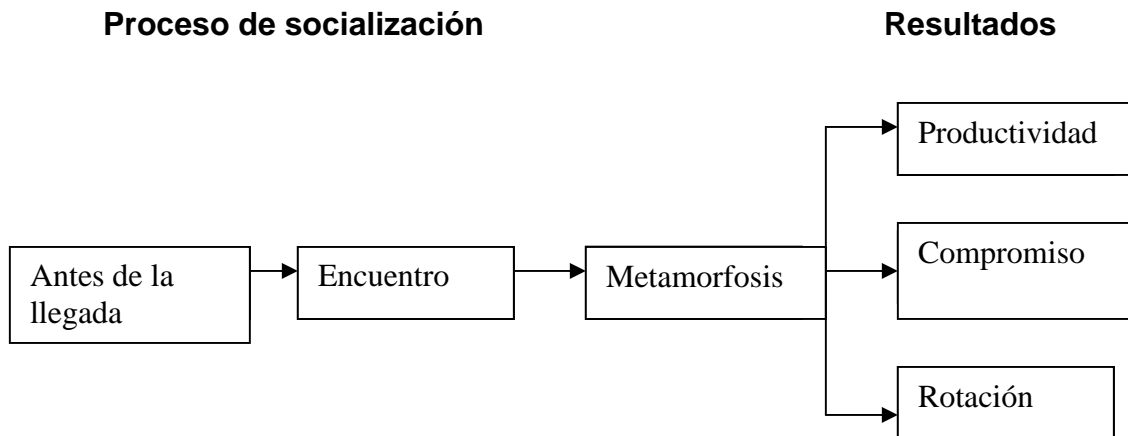 Proceso de socialización
Resultados
Productividad
Antes de la
llegada
Encuentro
Metamorfosis
Compromiso
Rotación